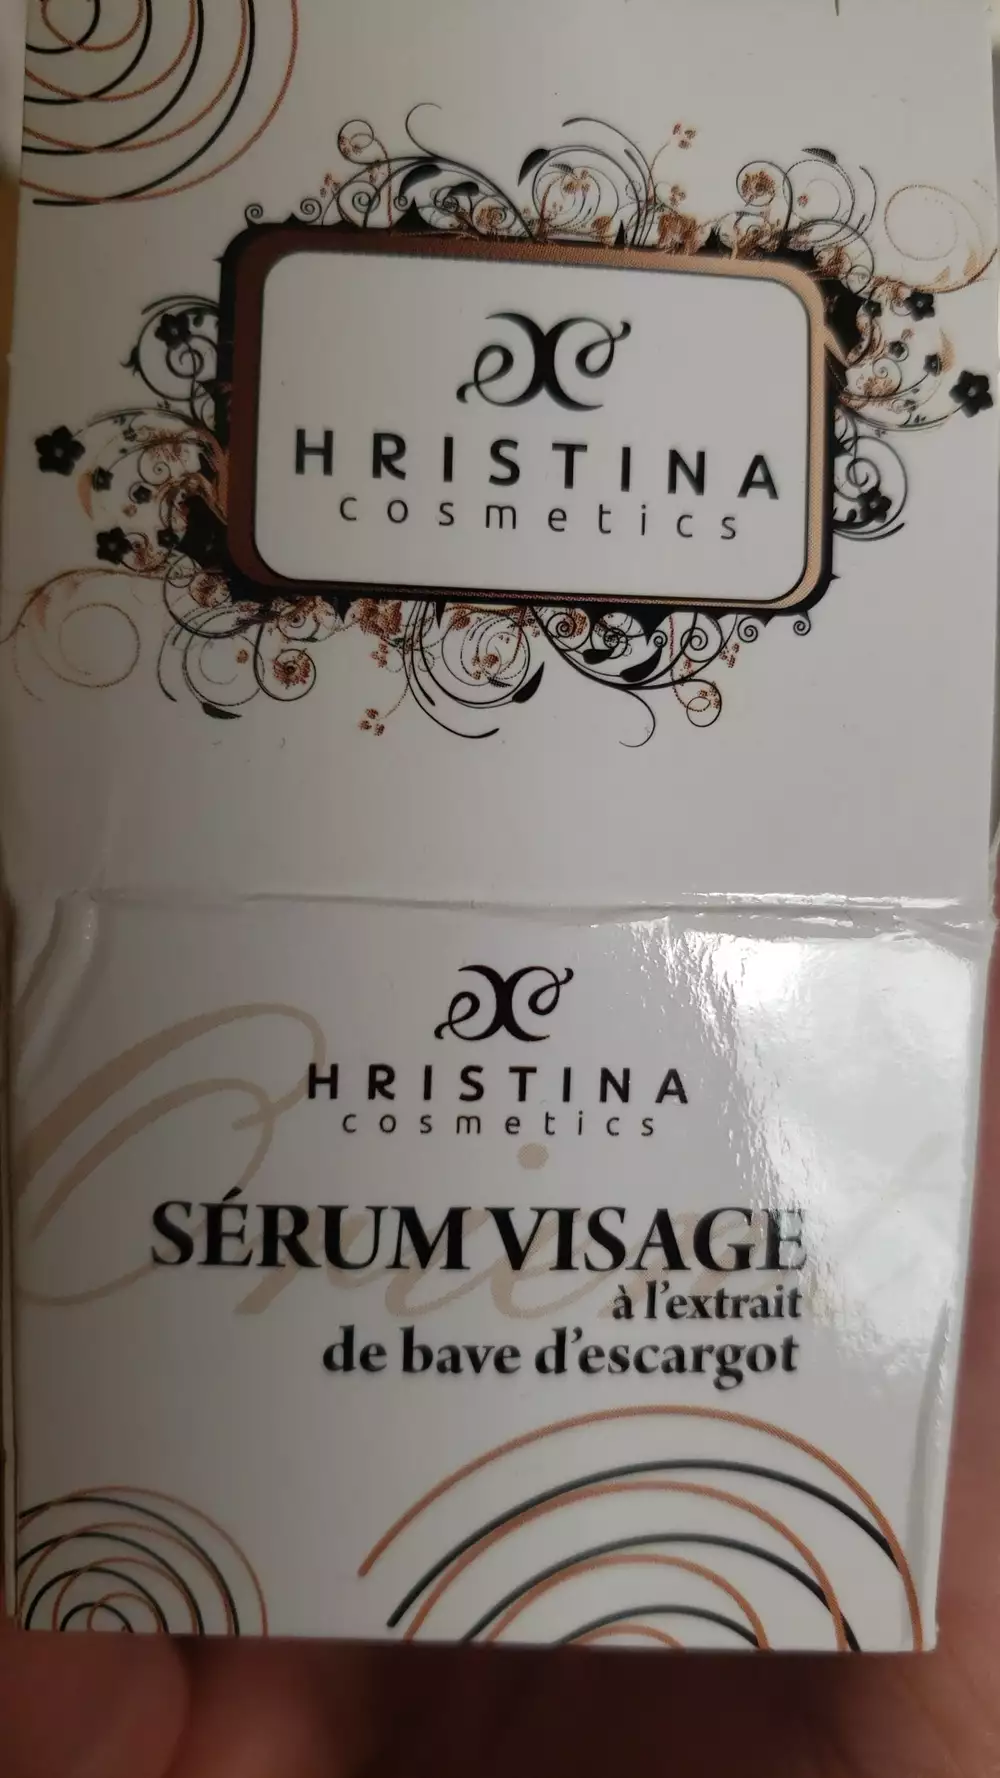 HRISTINA
cosmetics
HRISTINA
cosmetics
SÉRUM VISAGE
à l'extrait
de bave d'escargot